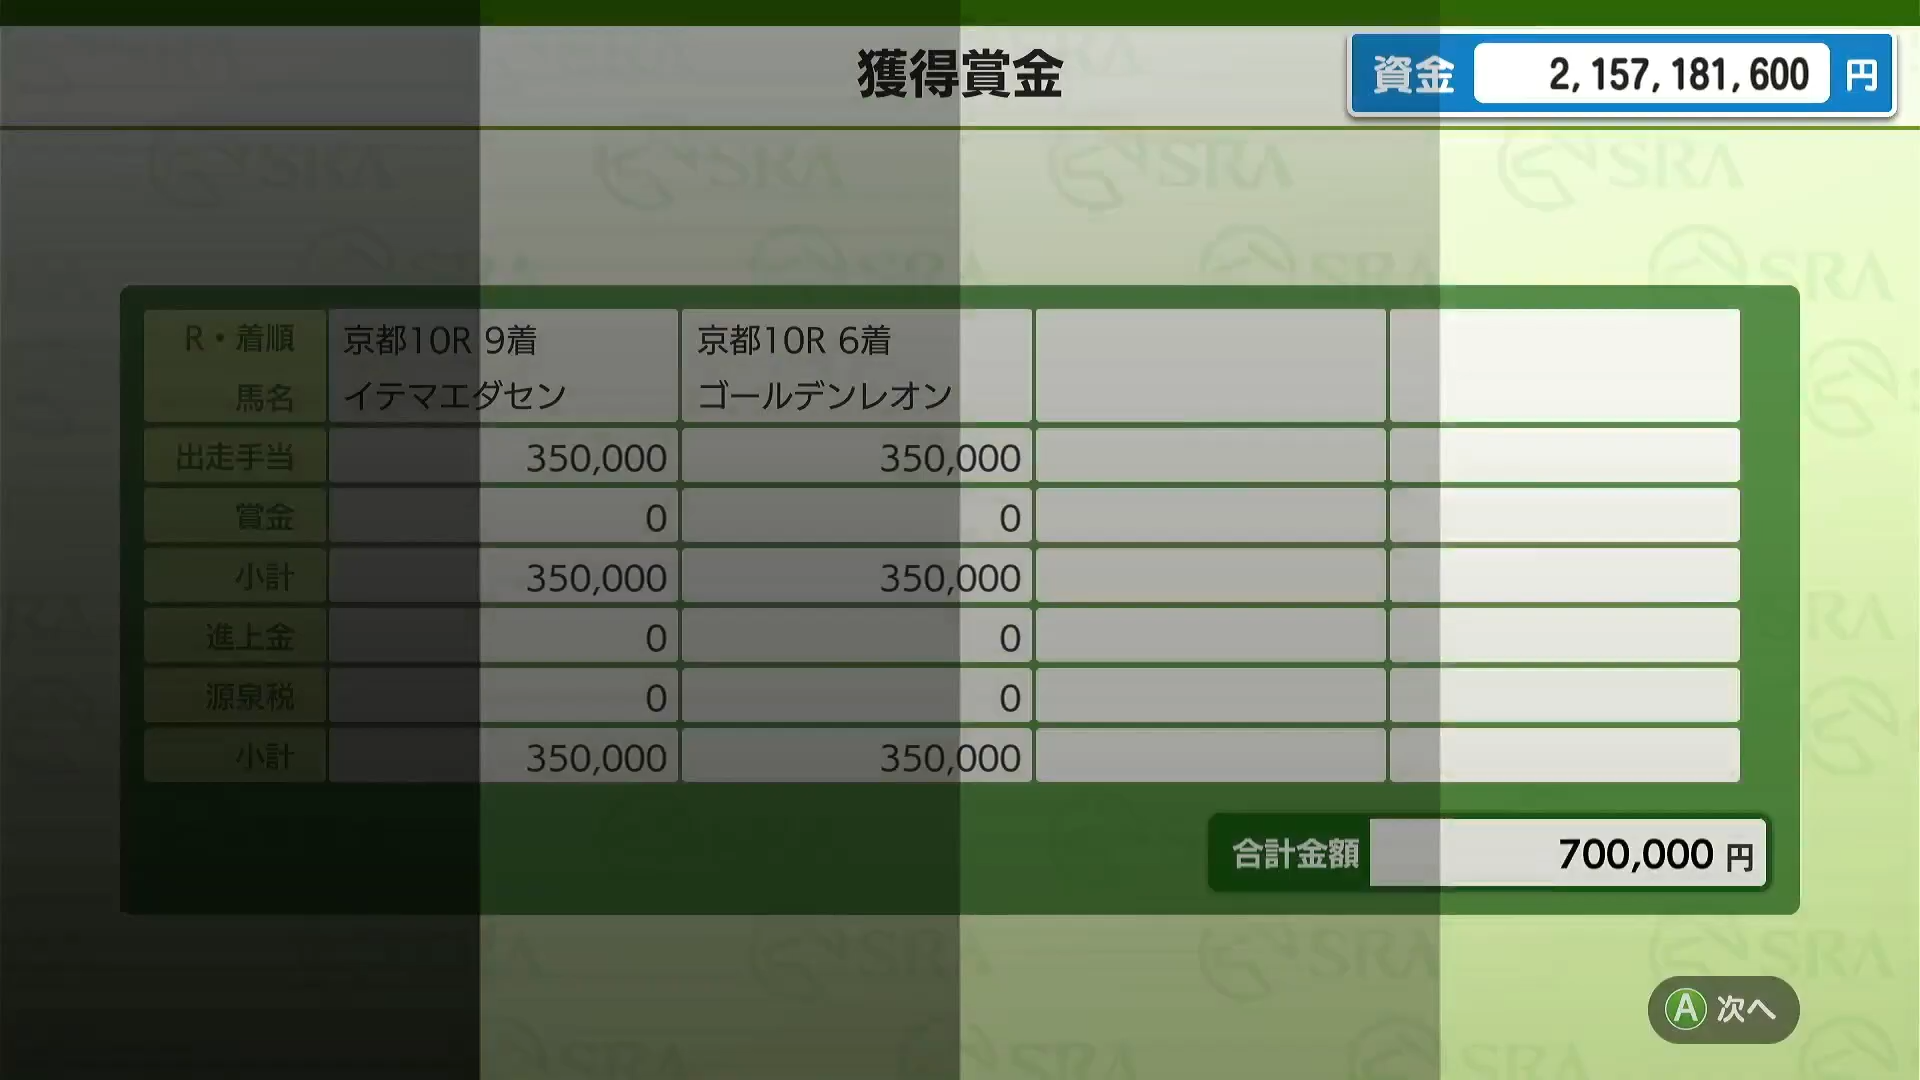 獲得賞金
資金 2,157,181,600 円
R・着順 京都10R 9着 京都10R 6着
馬名 イテマエダセン ゴールデンレオン
出走手当 350,000 350,000
賞金 0 0
小計 350,000 350,000
進上金 0 0
源泉税 0 0
小計 350,000 350,000
合計金額 700,000 円
A 次へ
SRA